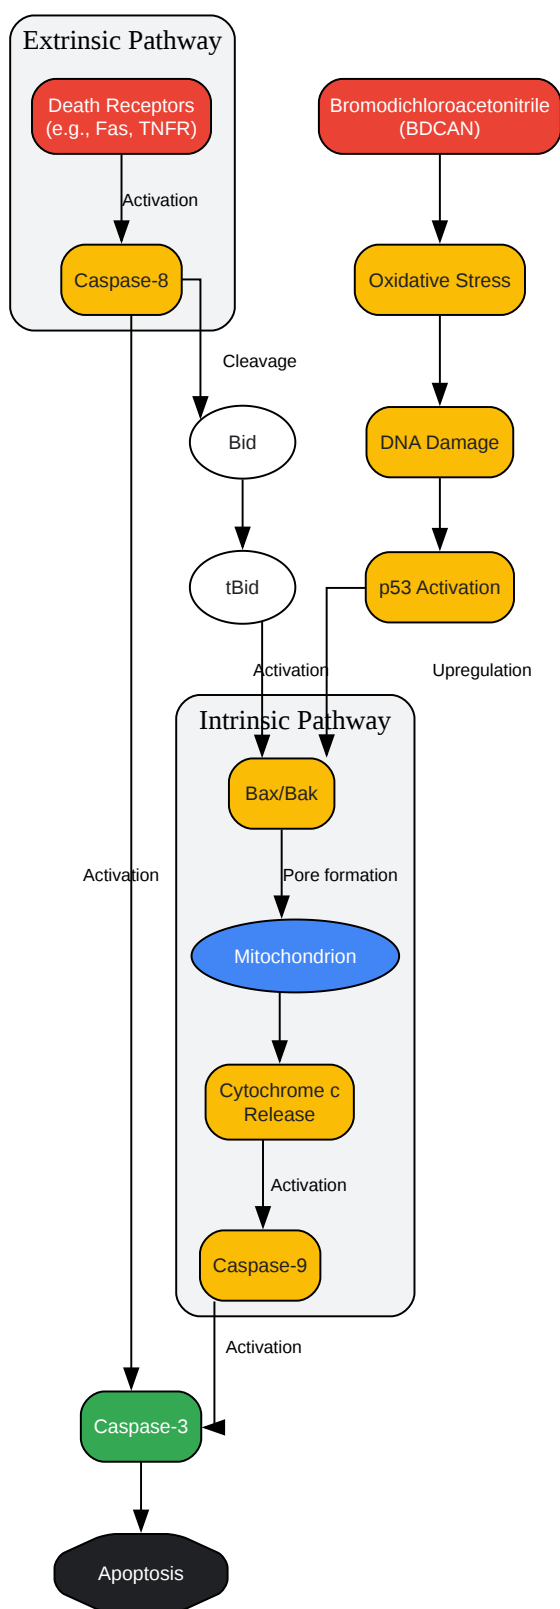 Extrinsic Pathway
Death Receptors
(e.g., Fas, TNFR)
Bromodichloroacetonitrile
(BDCAN)
Activation
Caspase-8
Oxidative Stress
Cleavage
Bid
DNA Damage
tBid
p53 Activation
Activation
Upregulation
Intrinsic Pathway
Bax/Bak
Activation
Pore formation
Mitochondrion
Cytochrome c
Release
Activation
Caspase-9
Activation
Caspase-3
Apoptosis